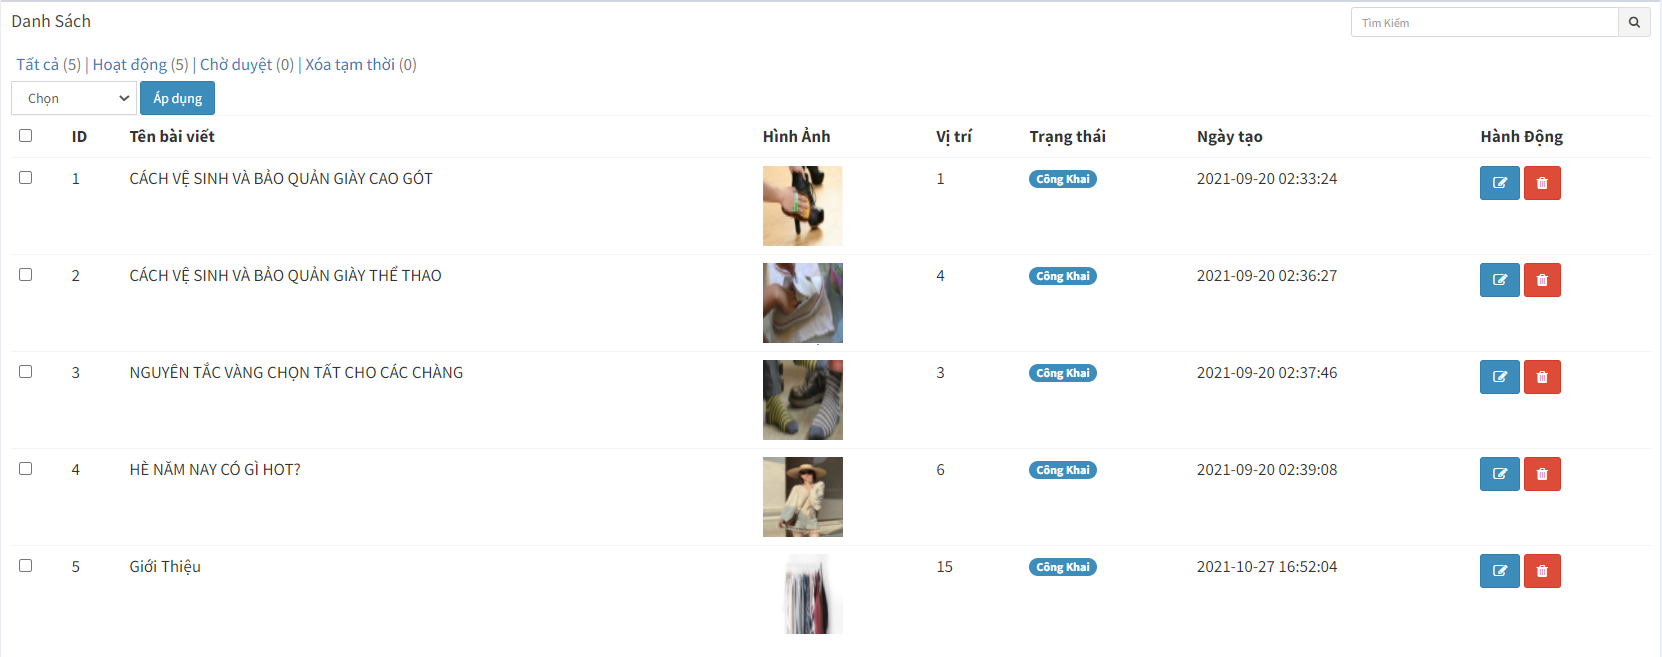 Danh Sách
Tìm Kiếm
Tất cả (5) | Hoạt động (5) | Chờ duyệt (0) | Xóa tạm thời (0)
Chọn Áp dụng
ID Tên bài viết Hình Ảnh Vị trí Trạng thái Ngày tạo Hành Động
1 CÁCH VỆ SINH VÀ BẢO QUẢN GIÀY CAO GÓT 1 Công Khai 2021-09-20 02:33:24
2 CÁCH VỆ SINH VÀ BẢO QUẢN GIÀY THỂ THAO 4 Công Khai 2021-09-20 02:36:27
3 NGUYÊN TẮC VÀNG CHỌN TẤT CHO CÁC CHÀNG 3 Công Khai 2021-09-20 02:37:46
4 HÈ NĂM NAY CÓ GÌ HOT? 6 Công Khai 2021-09-20 02:39:08
5 Giới Thiệu 15 Công Khai 2021-10-27 16:52:04